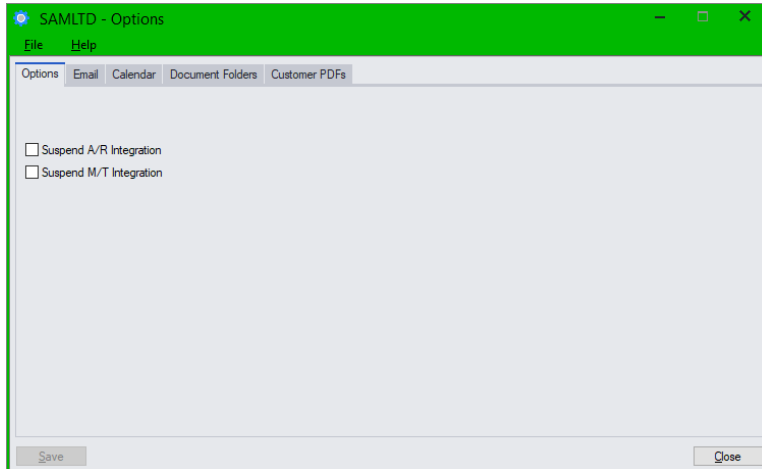 SAMLTD - Options
File Help
Options Email Calendar Document Folders Customer PDFs
Suspend A/R Integration
Suspend M/T Integration
Save Close